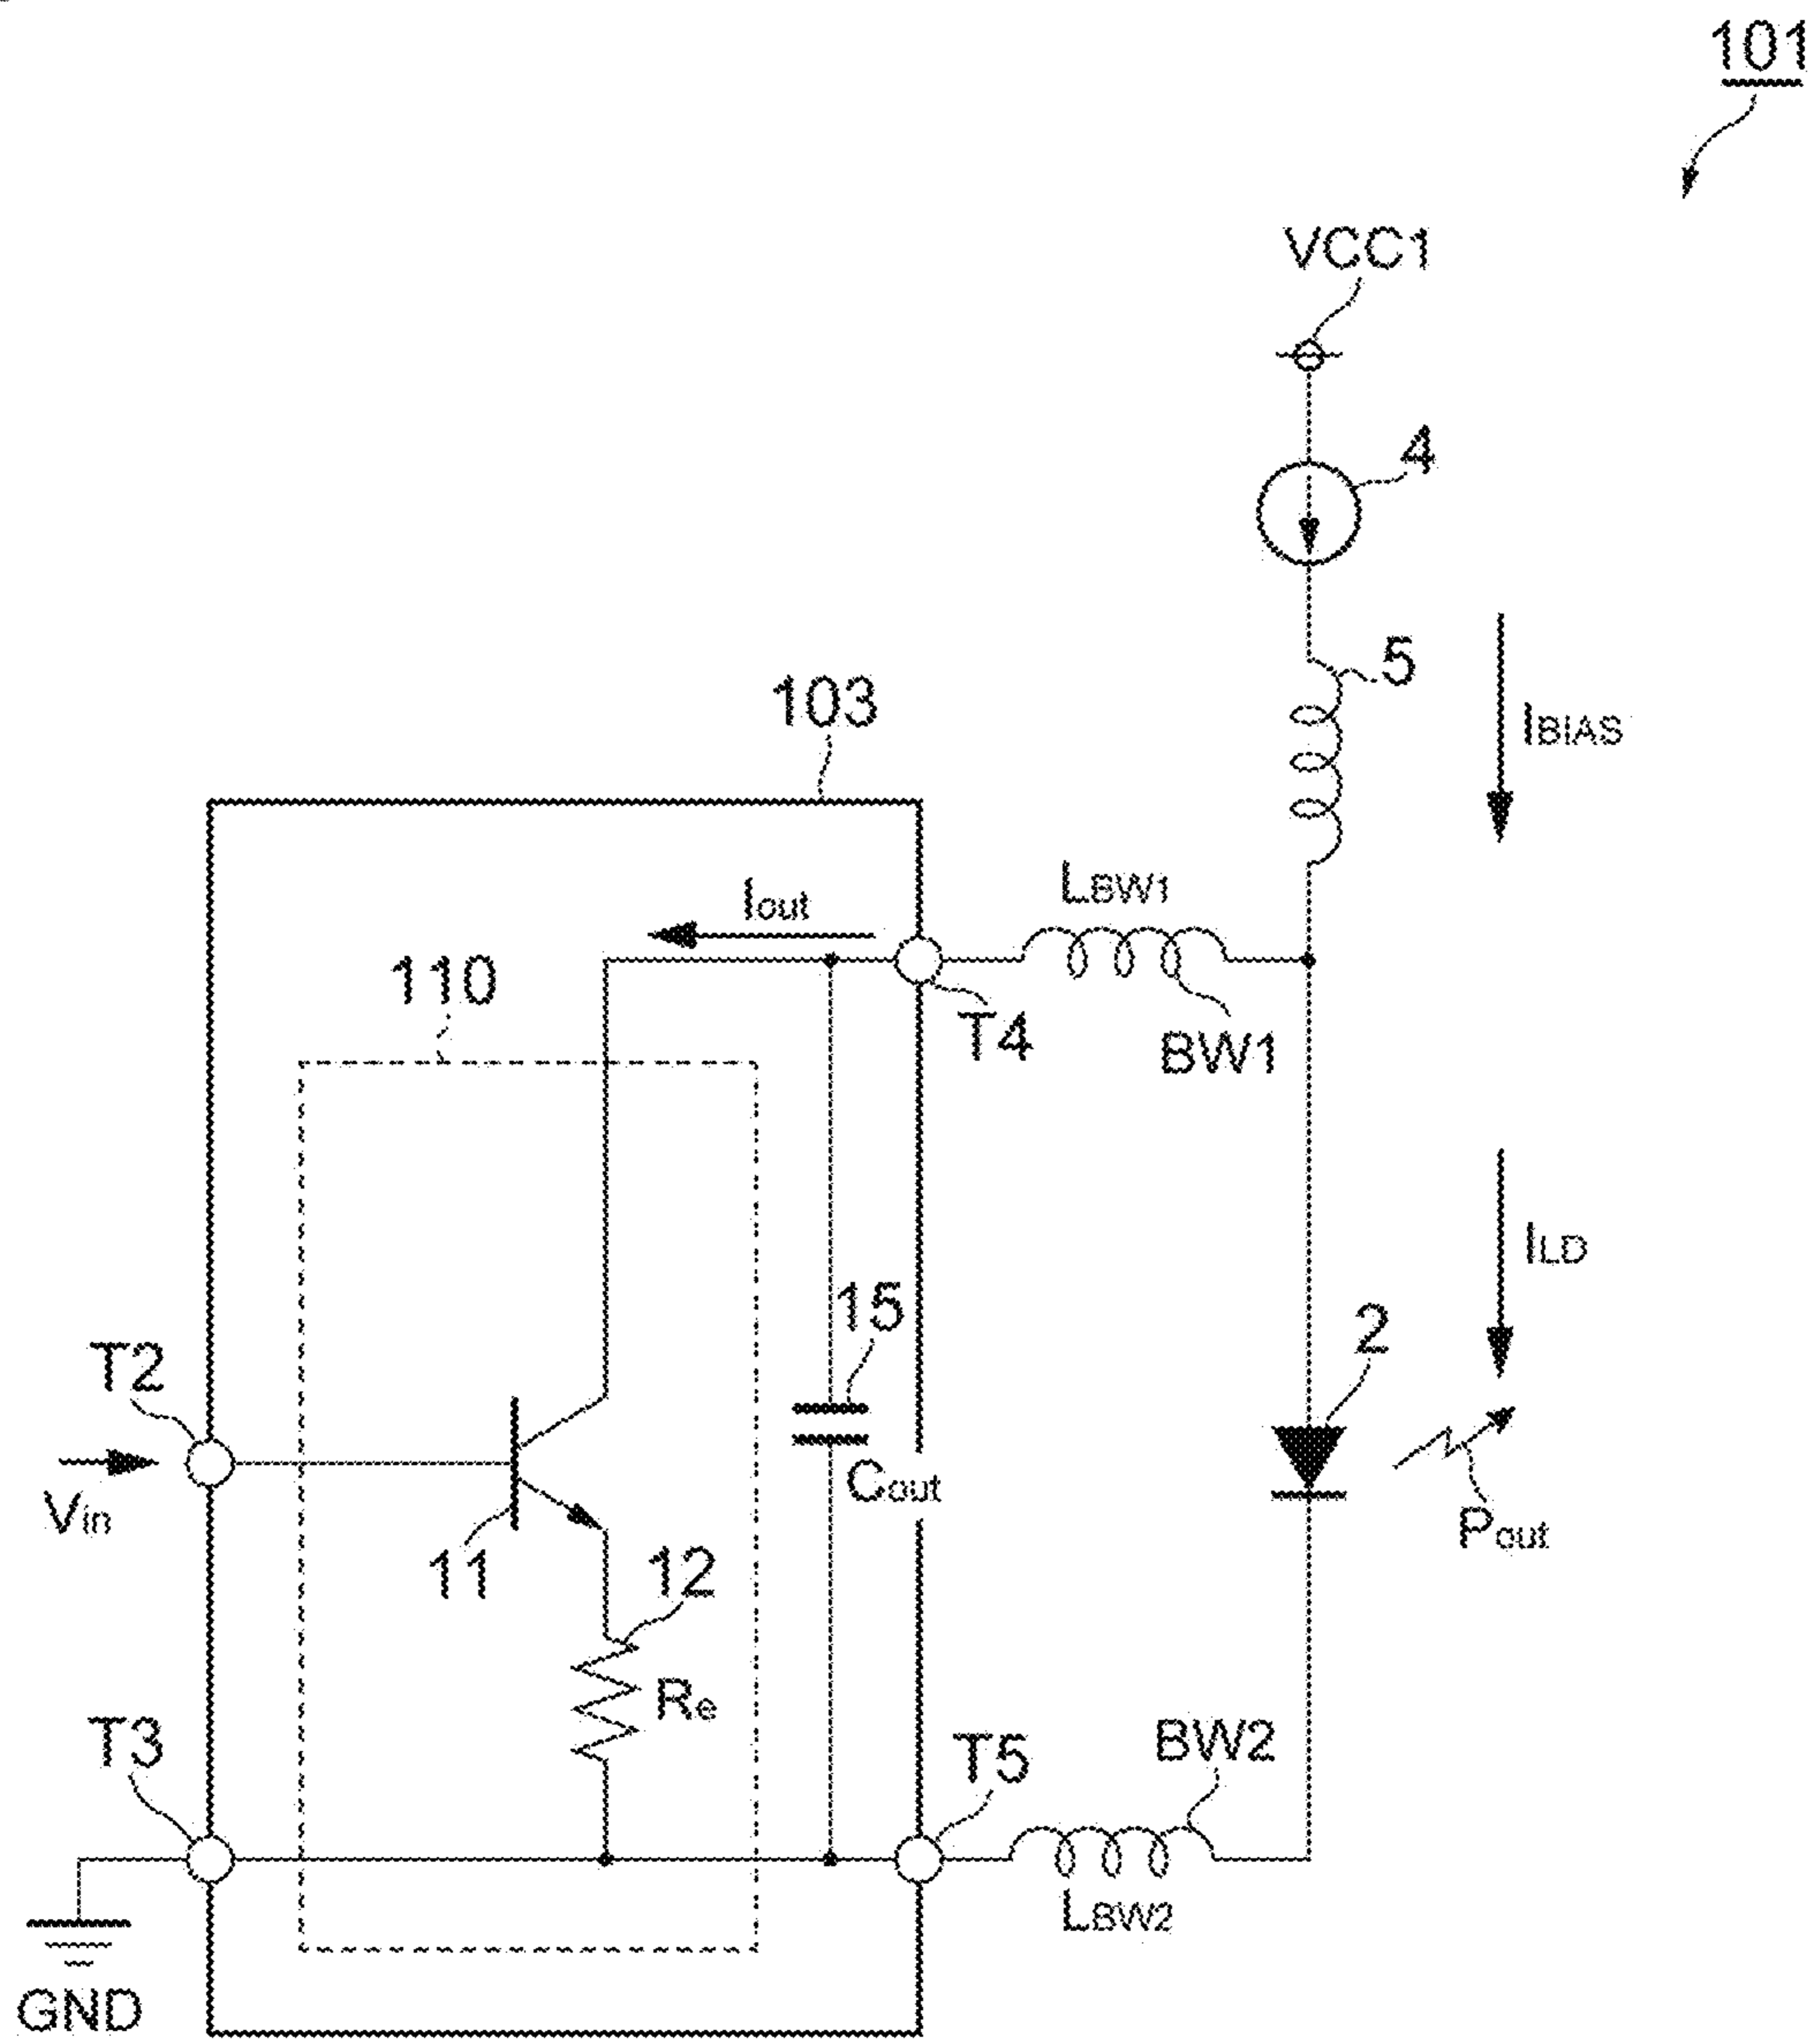 101
VCC1
4
5
IBIAS
103
LBW1
Iout
110
T4
BW1
ILD
15
2
T2
Vin
Cout
Pout
11
12
Re
T3
T5
BW2
LBW2
GND